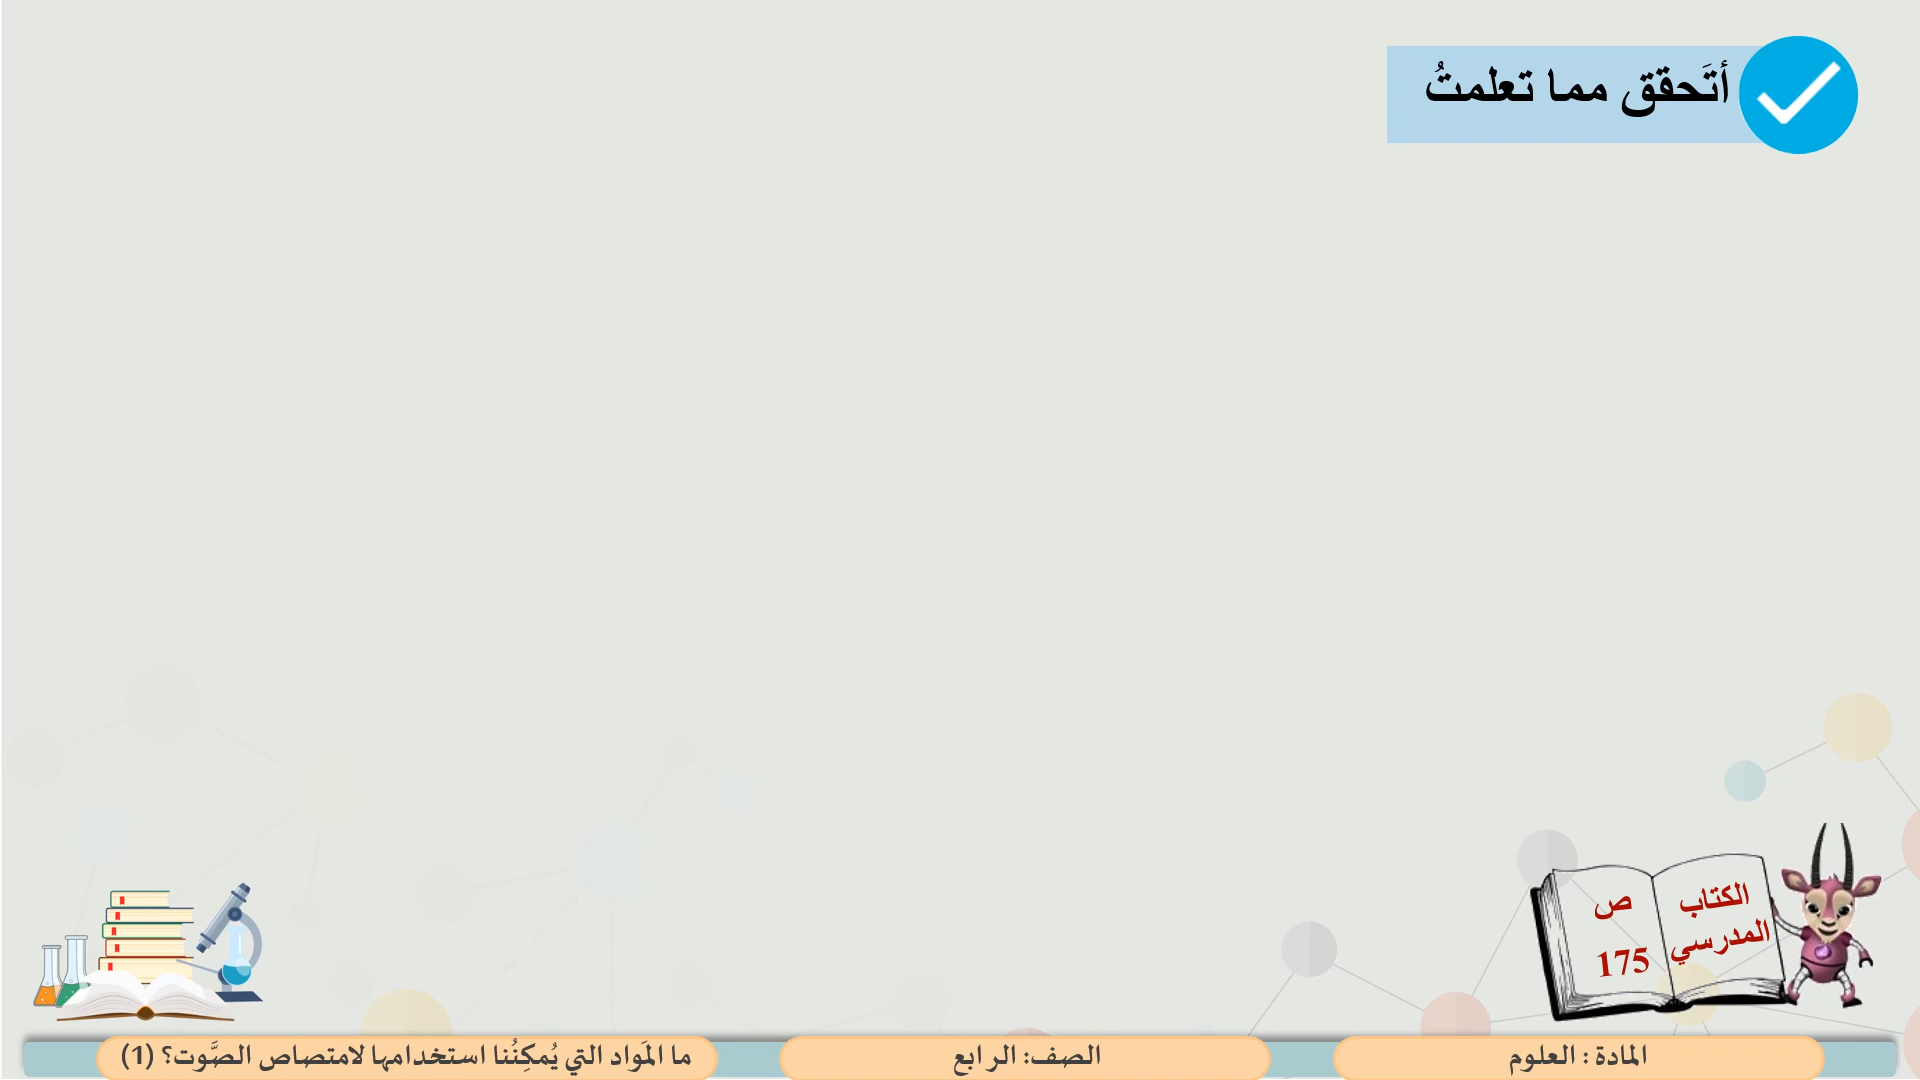 أتَحقق مما تعلمتُ
الكتاب
المدرسي
ص
175
المادة : العلوم
الصف: الرابع
ما المَواد التي يُمكِنُنا استخدامها لامتصاص الصَّوت؟ (1)